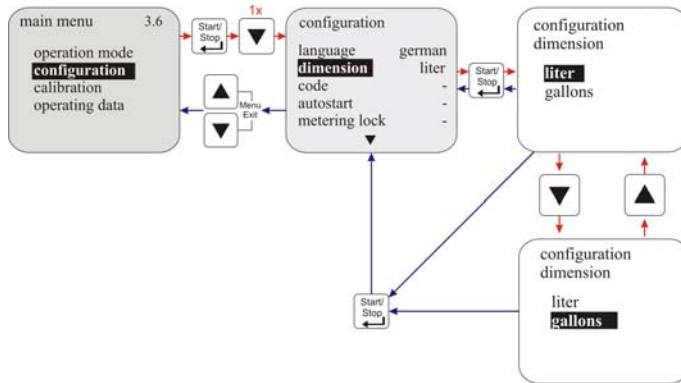 main menu 3.6
operation mode
configuration
calibration
operating data
Start/
Stop
1x
configuration
language german
dimension liter
code -
autostart -
metering lock -
Menu
Exit
Start/
Stop
configuration
dimension
liter
gallons
configuration
dimension
liter
gallons
Start/
Stop